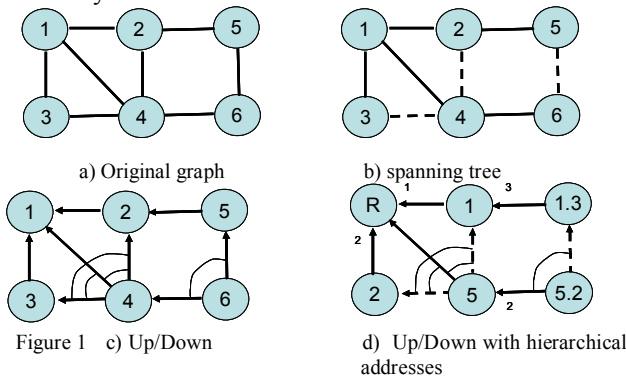 1 2 5 1 2 5
3 4 6 3 4 6
a) Original graph b) spanning tree
1 2 5 R 1 1 3 1.3
2
3 4 6 2 5 2 5.2
Figure 1 c) Up/Down d) Up/Down with hierarchical
addresses